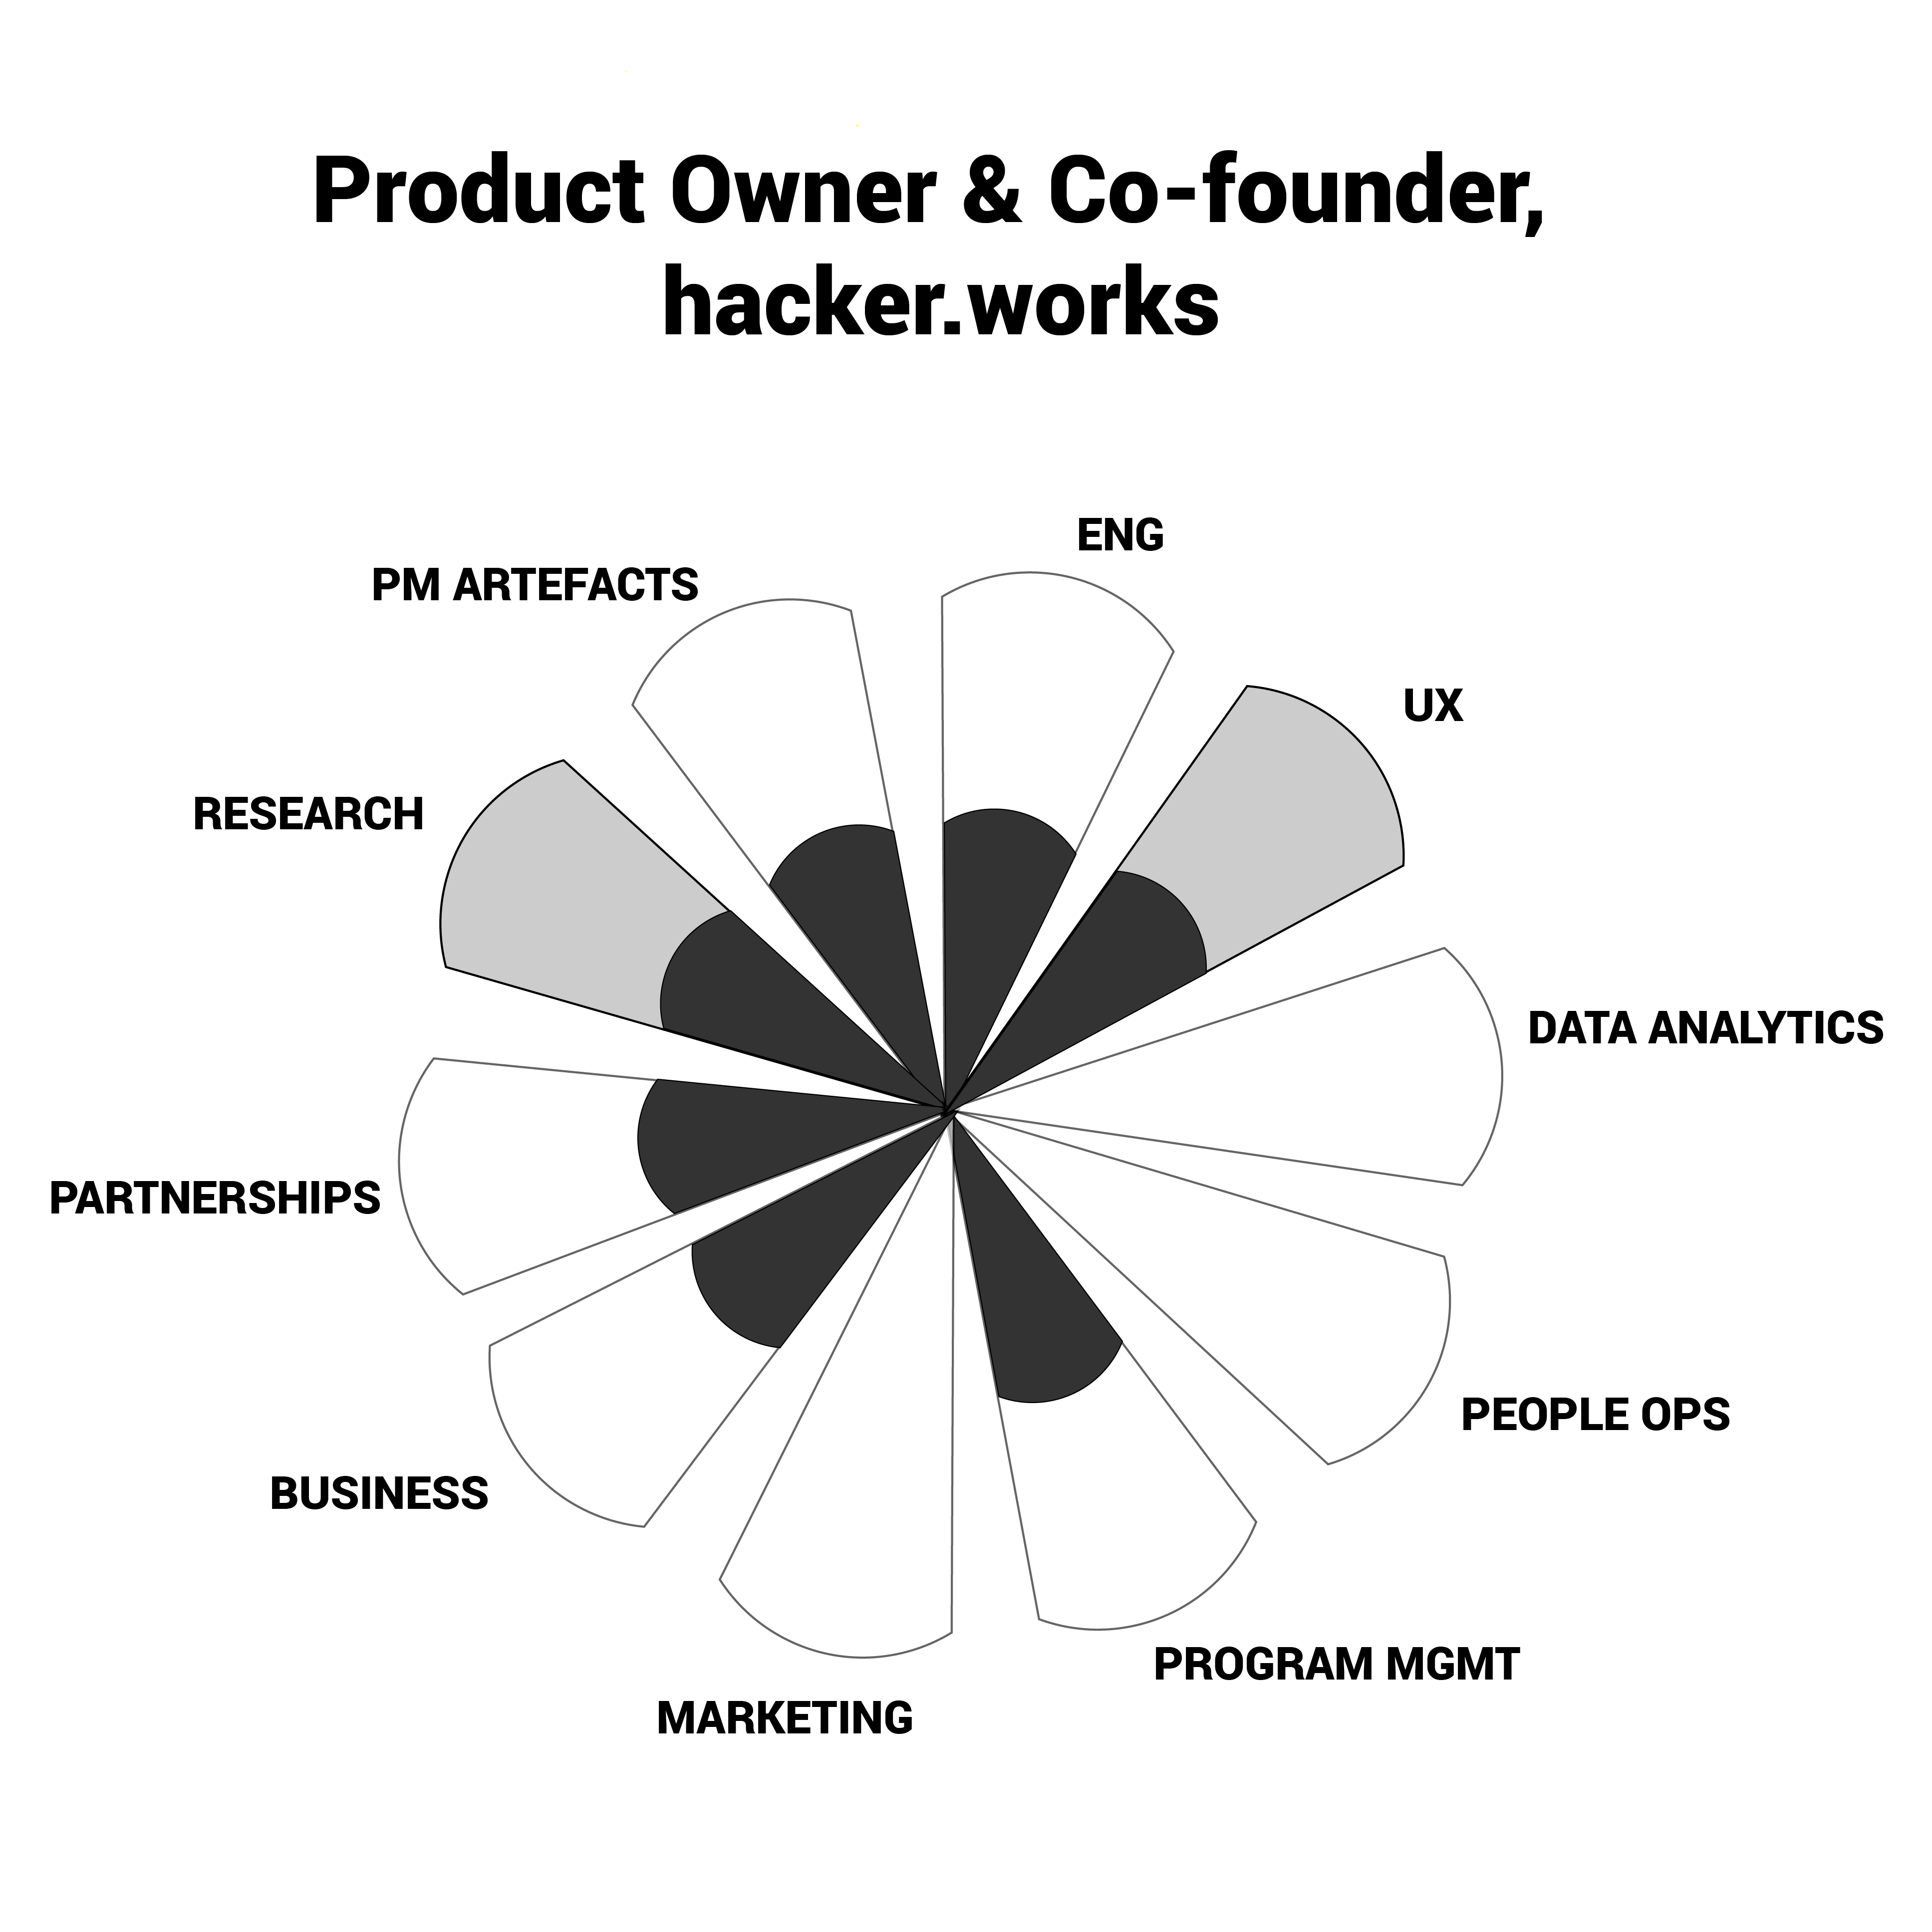 Product Owner & Co-founder,
hacker.works
ENG
PM ARTEFACTS
UX
RESEARCH
DATA ANALYTICS
PARTNERSHIPS
PEOPLE OPS
BUSINESS
PROGRAM MGMT
MARKETING